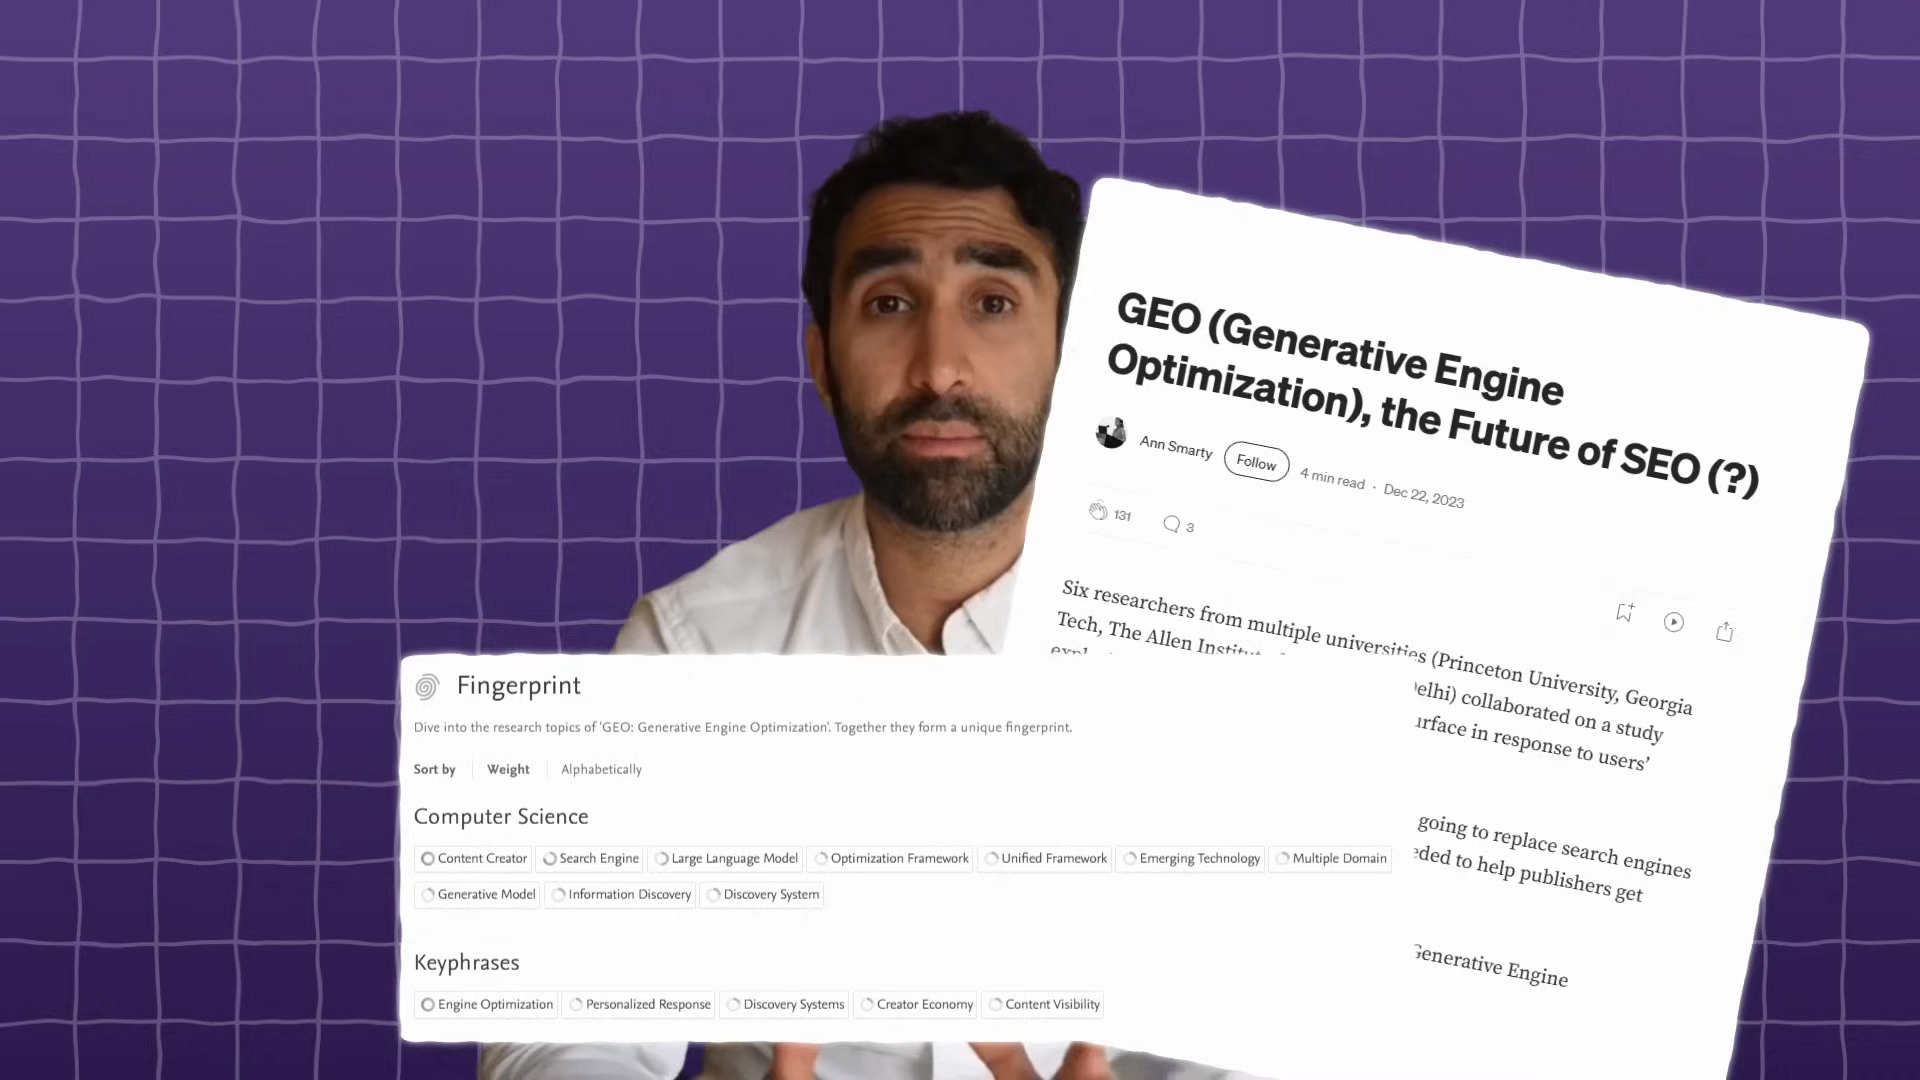 GEO (Generative Engine
Optimization), the Future of SEO (?)
Ann Smarty
Follow
4 min read · Dec 22, 2023
131
3
Six researchers from multiple universities (Princeton University, Georgia
Tech, The Allen
collaborated on a study
in response to users’
going to replace search engines
to help publishers get
Generative Engine
Fingerprint
Dive into the research topics of 'GEO: Generative Engine Optimization'. Together they form a unique fingerprint.
Sort by Weight Alphabetically
Computer Science
Content Creator Search Engine Large Language Model Optimization Framework Unified Framework Emerging Technology Multiple Domain
Generative Model Information Discovery Discovery System
Keyphrases
Engine Optimization Personalized Response Discovery Systems Creator Economy Content Visibility